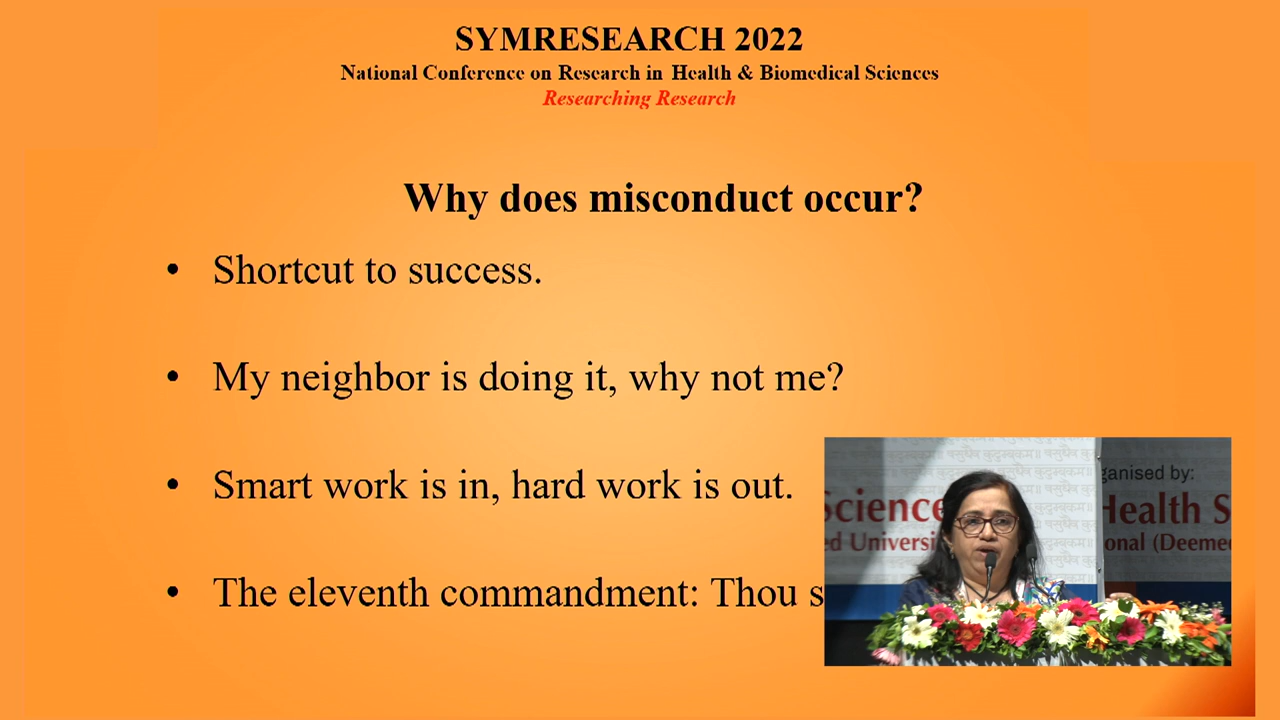 SYMRESEARCH 2022
National Conference on Research in Health & Biomedical Sciences
Researching Research
Why does misconduct occur?
• Shortcut to success.
• My neighbor is doing it, why not me?
• Smart work is in, hard work is out.
• The eleventh commandment: Thou s
ganised by:
Science
Health S
ed Universi
onal (Deemed